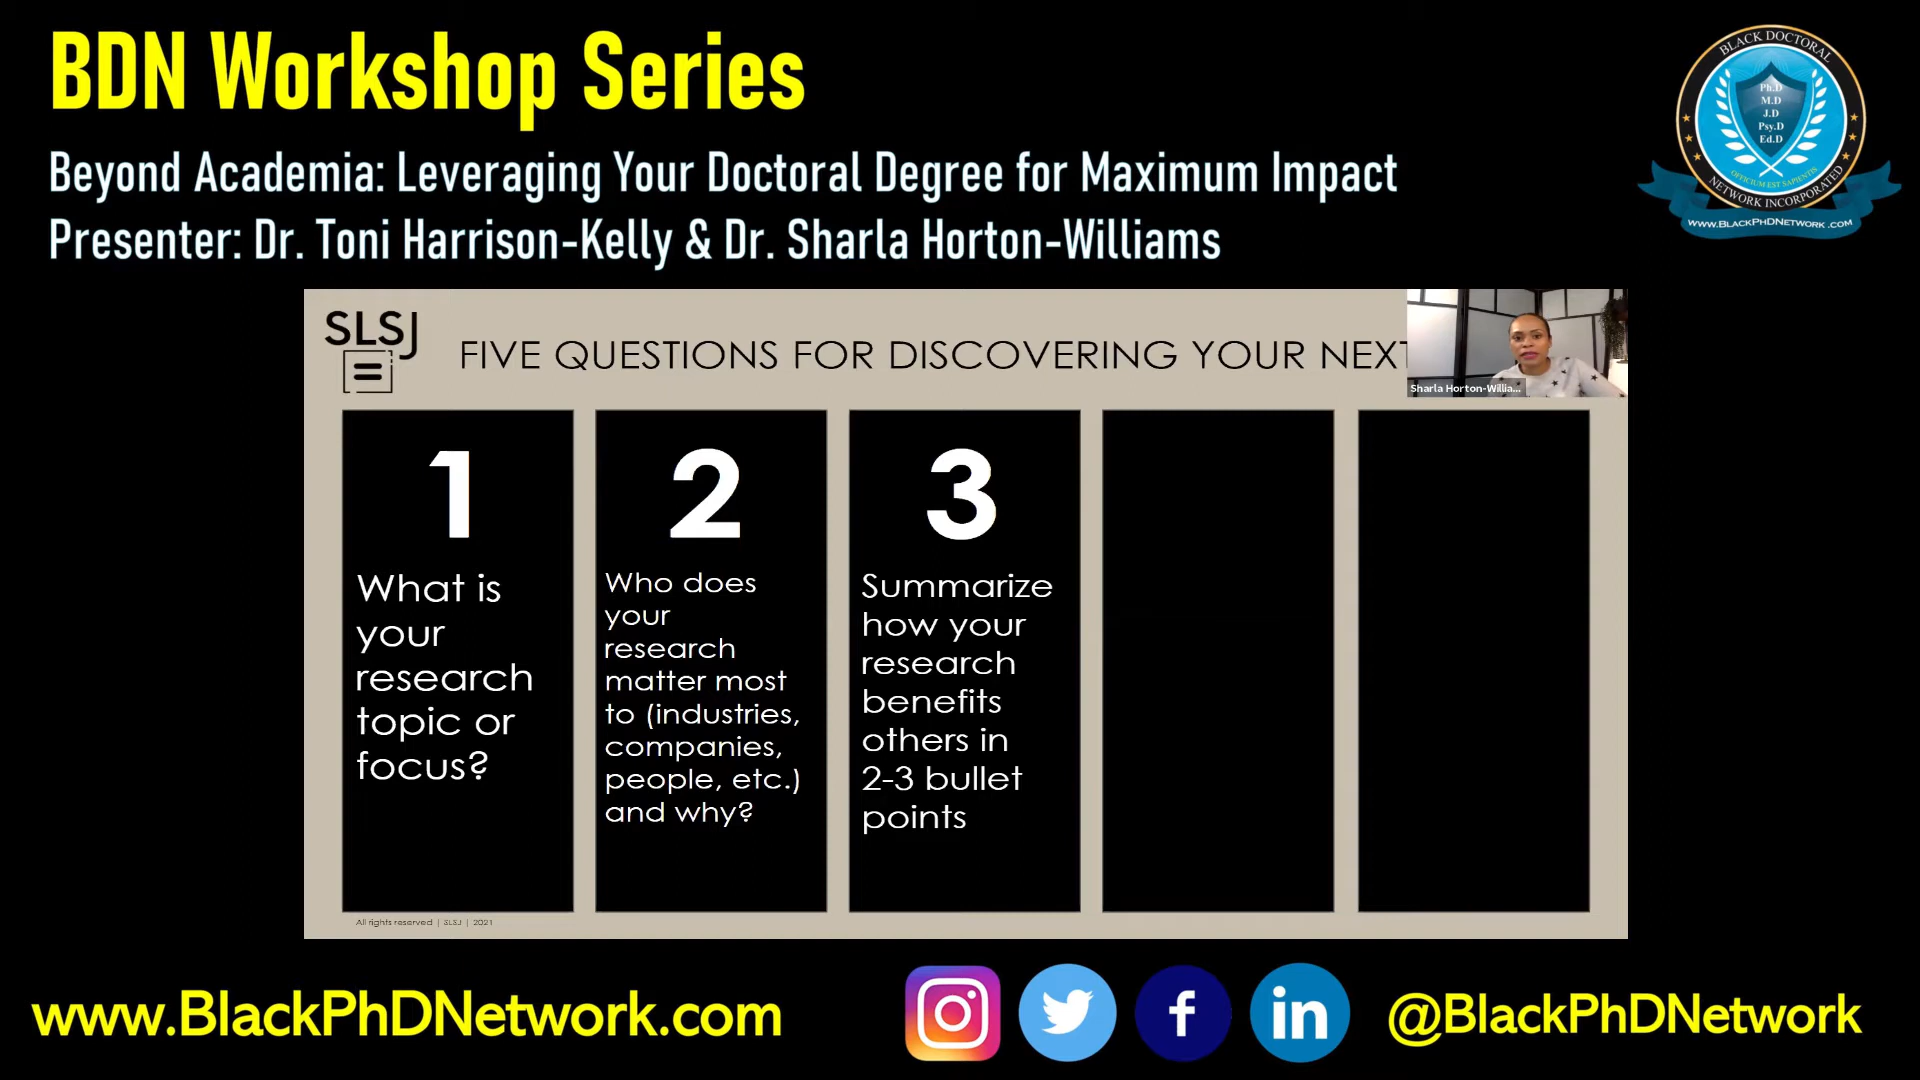 BDN Workshop Series
Beyond Academia: Leveraging Your Doctoral Degree for Maximum Impact
Presenter: Dr. Toni Harrison-Kelly & Dr. Sharla Horton-Williams
BLACK DOCTORAL
Ph.D
M.D
J.D
Psy.D
Ed.D
OFFICIUM EST SAPIENTIS
NETWORK INCORPORATED
WWW.BLACKPHDNETWORK.COM
SLSJ
FIVE QUESTIONS FOR DISCOVERING YOUR NEXT
Sharla Horton-Willia...
1
What is
your
research
topic or
focus?
2
Who does
your
research
matter most
to (industries,
companies,
people, etc.)
and why?
3
Summarize
how your
research
benefits
others in
2-3 bullet
points
All rights reserved | SLSJ | 2021
www.BlackPhDNetwork.com
f
in
@BlackPhDNetwork